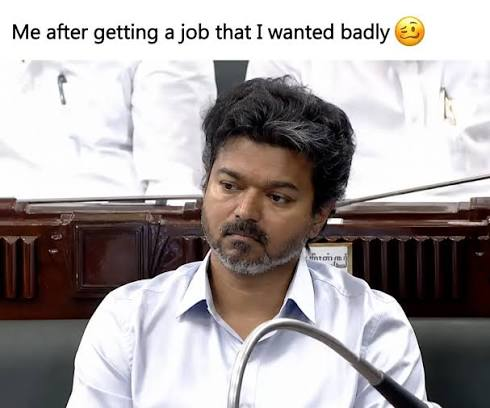 Me after getting a job that I wanted badly 🥴